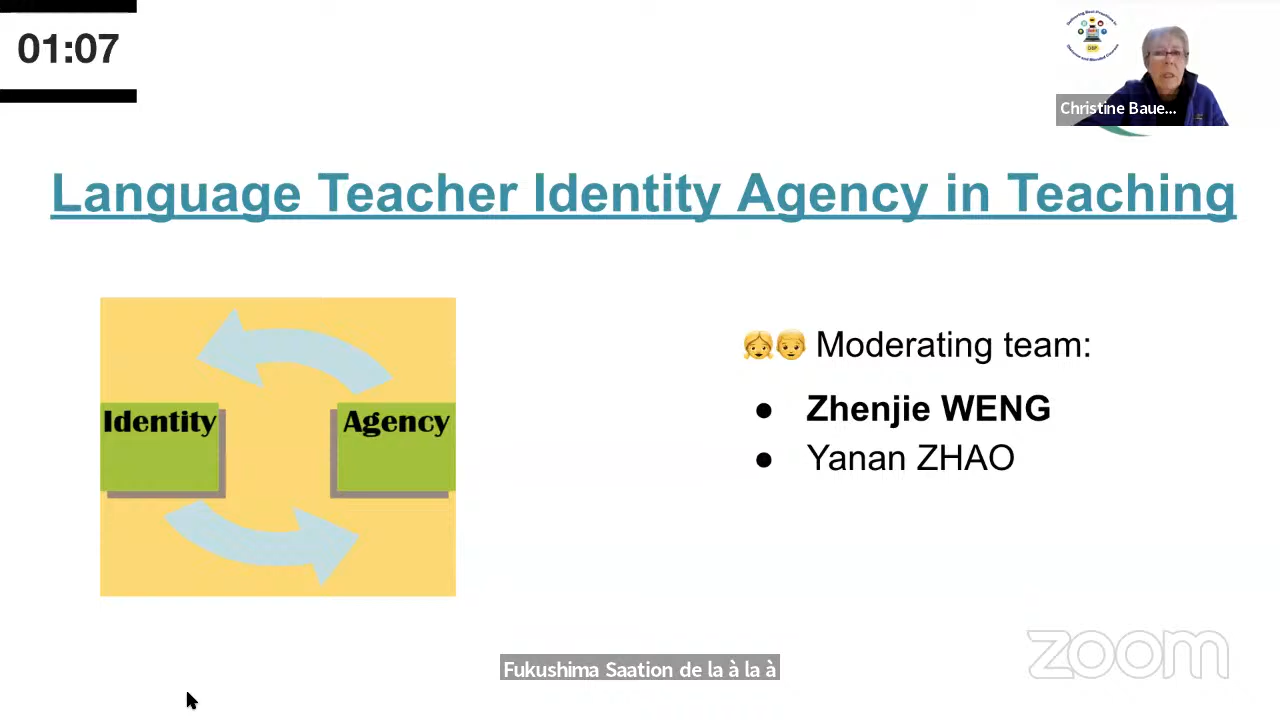 01:07
Christine Baue...
Language Teacher Identity Agency in Teaching
Identity
Agency
Moderating team:
● Zhenjie WENG
● Yanan ZHAO
Fukushima Saation de la à la à
zoom